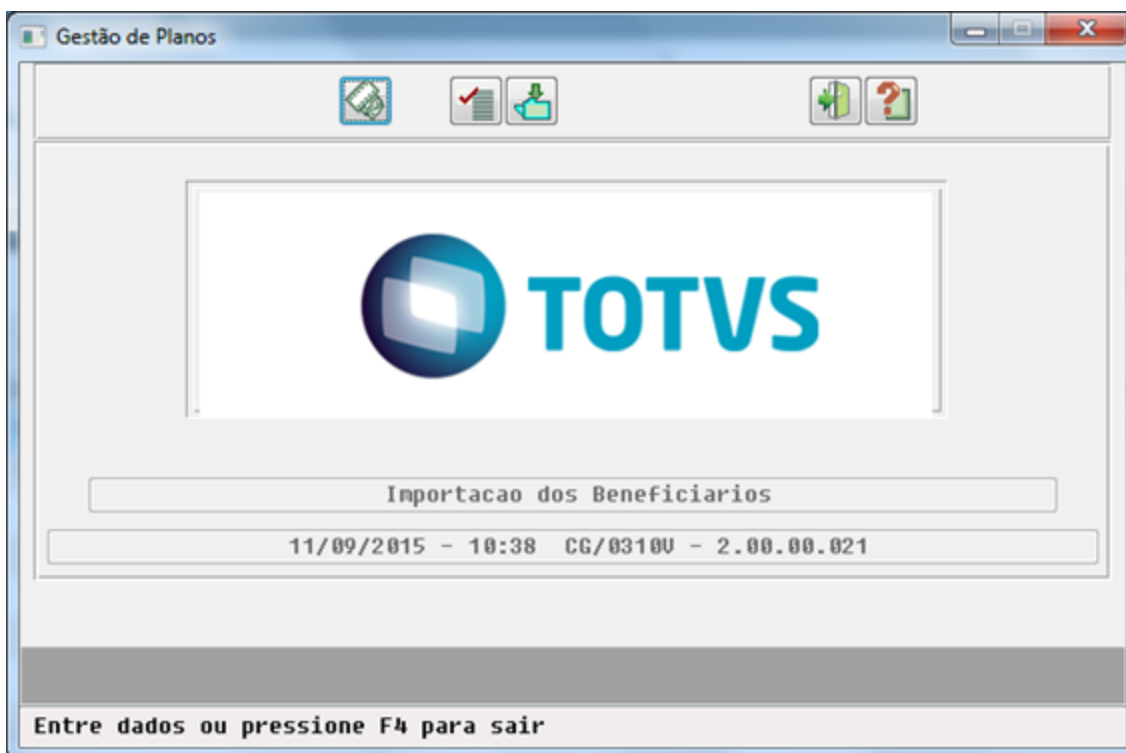 Gestão de Planos
TOTVS
Importacao dos Beneficiarios
11/09/2015 - 10:38 CG/0310V - 2.00.00.021
Entre dados ou pressione F4 para sair